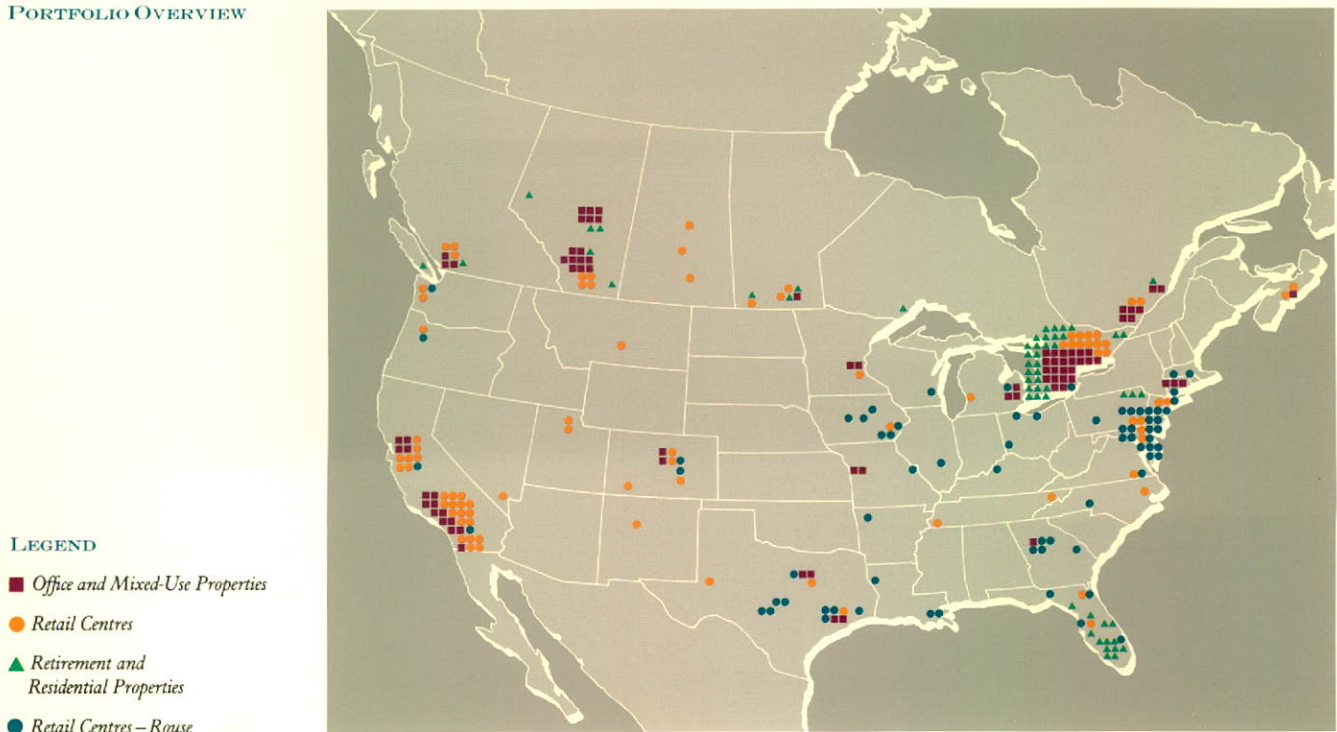 PORTFOLIO OVERVIEW
LEGEND
Office and Mixed-Use Properties
Retail Centres
Retirement and
Residential Properties
Retail Centres – Rouse